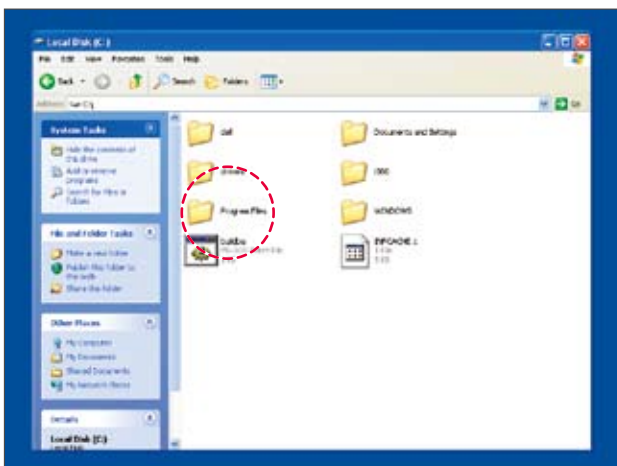 Local Disk (C:)
File Edit View Favorites Tools Help
Back Search Folders
Address C:\ Go
System Tasks
Hide the contents of
this drive
Add or remove
programs
Search for files or
folders
File and Folder Tasks
Make a new folder
Publish this folder to
the web
Share this folder
Other Places
My Computer
My Documents
Shared Documents
My Network Places
Details
Local Disk (C:)
Local Disk
dell
Documents and Settings
drivers
i386
Program Files
WINDOWS
INFCACHE.1